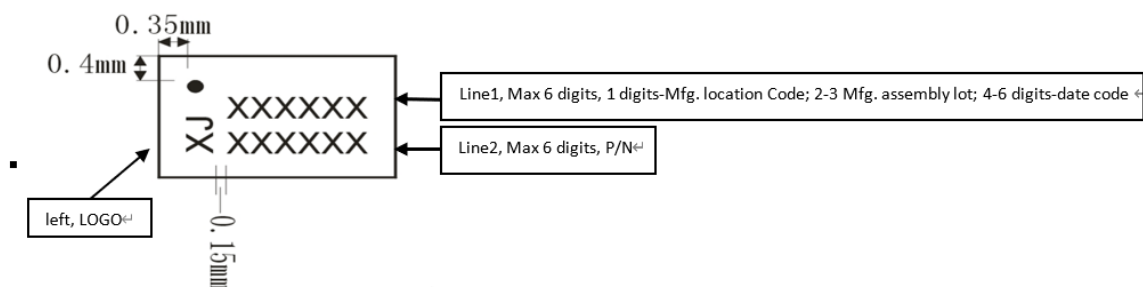 0.35mm
0.4mm
XXXXXX
XXXXXX
XJ
Line1, Max 6 digits, 1 digits-Mfg. location Code; 2-3 Mfg. assembly lot; 4-6 digits-date code ↵
Line2, Max 6 digits, P/N↵
left, LOGO↵
0.15mm